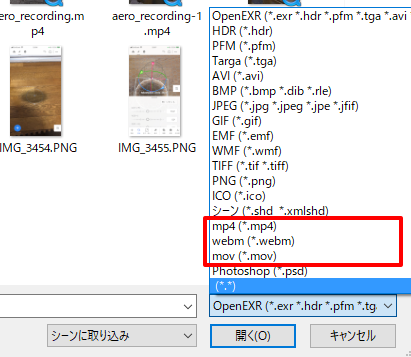 aero_recording.m
p4
aero_recording-1
.mp4
IMG_3454.PNG
IMG_3455.PNG
OpenEXR (*.exr *.hdr *.pfm *.tga *.avi
HDR (*.hdr)
PFM (*.pfm)
Targa (*.tga)
AVI (*.avi)
BMP (*.bmp *.dib *.rle)
JPEG (*.jpg *.jpeg *.jpe *.jfif)
GIF (*.gif)
EMF (*.emf)
WMF (*.wmf)
TIFF (*.tif *.tiff)
PNG (*.png)
ICO (*.ico)
シーン (*.shd *.xmlshd)
mp4 (*.mp4)
webm (*.webm)
mov (*.mov)
Photoshop (*.psd)
(*.*)
OpenEXR (*.exr *.hdr *.pfm *.tga
シーンに取り込み
開く(O)
キャンセル